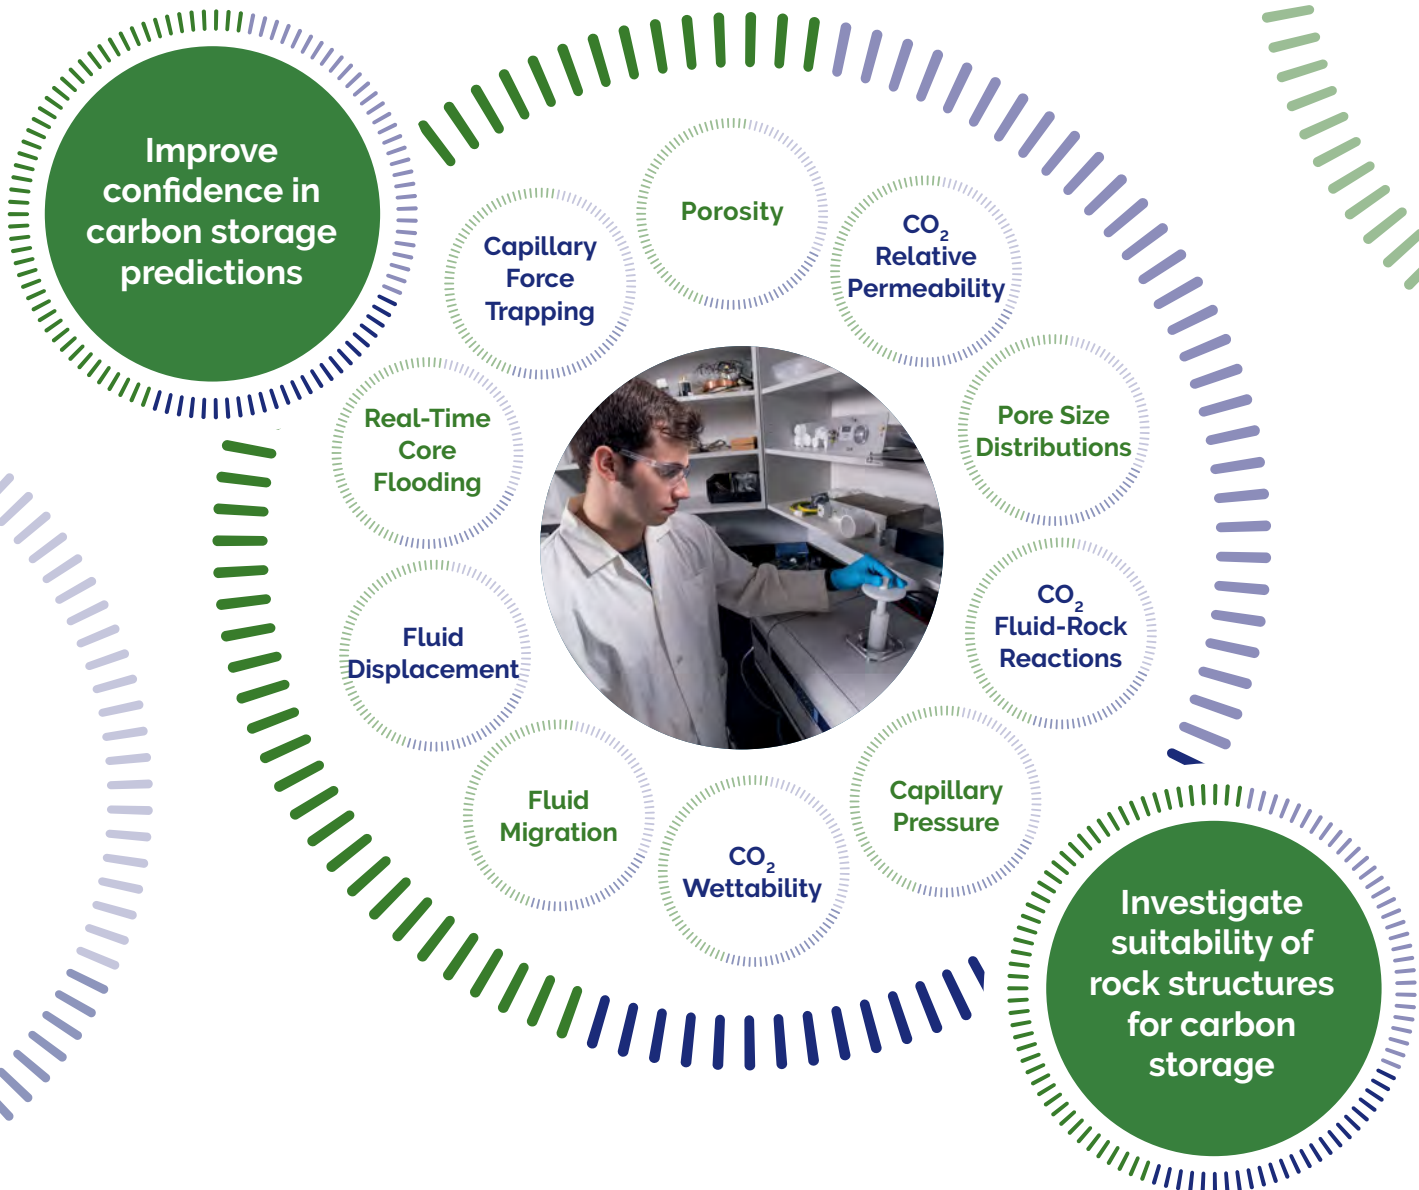 Improve
confidence in
carbon storage
predictions
Porosity
CO₂
Relative
Permeability
Capillary
Force
Trapping
Real-Time
Core
Flooding
Pore Size
Distributions
Fluid
Displacement
CO₂
Fluid-Rock
Reactions
Fluid
Migration
CO₂
Wettability
Capillary
Pressure
Investigate
suitability of
rock structures
for carbon
storage